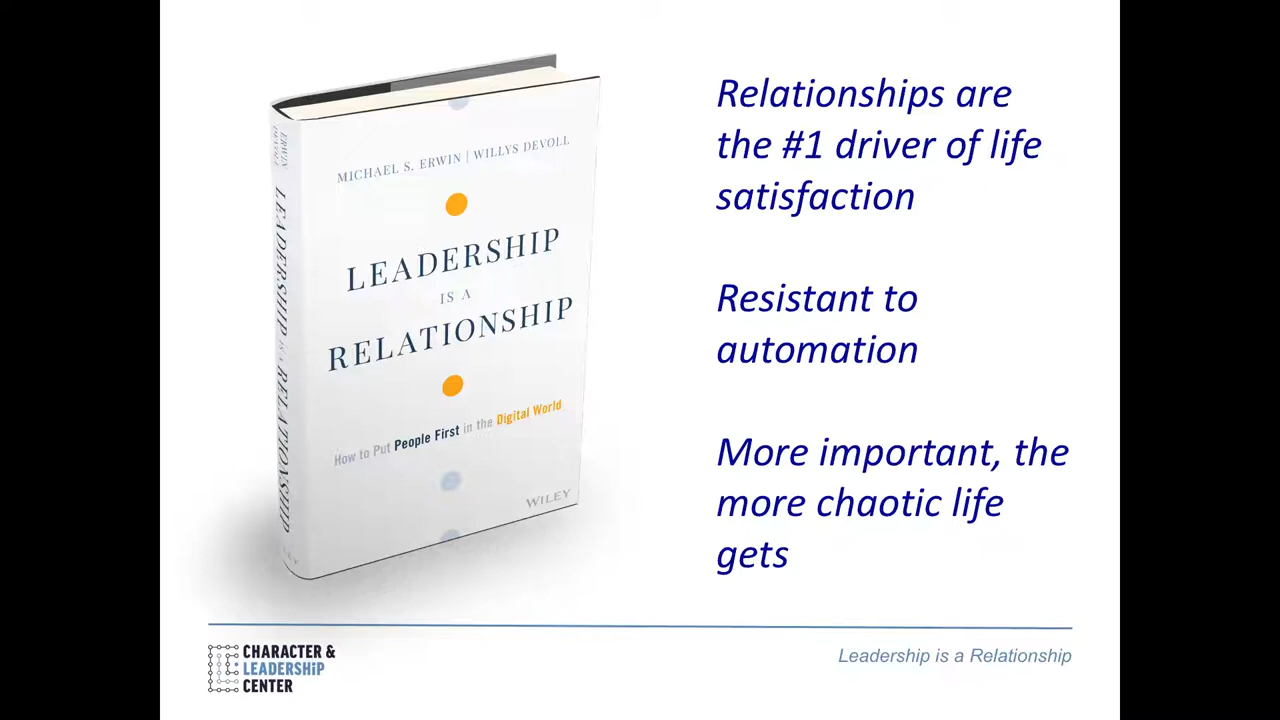 MICHAEL S. ERWIN | WILLYS DEVOLL
LEADERSHIP
IS A
RELATIONSHIP
How to Put People First in the Digital World
WILEY
ERWIN
DEVOLL
LEADERSHIP IS A RELATIONSHIP
Relationships are
the #1 driver of life
satisfaction
Resistant to
automation
More important, the
more chaotic life
gets
CHARACTER &
LEADERSHiP
CENTER
Leadership is a Relationship